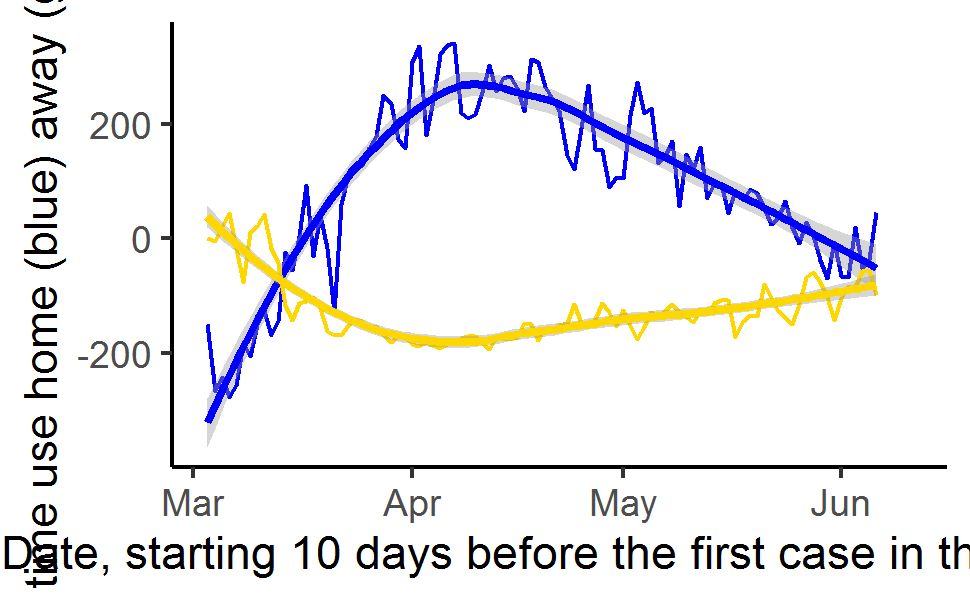 time use home (blue) away (
200
0
-200
Mar Apr May Jun
Date, starting 10 days before the first case in th